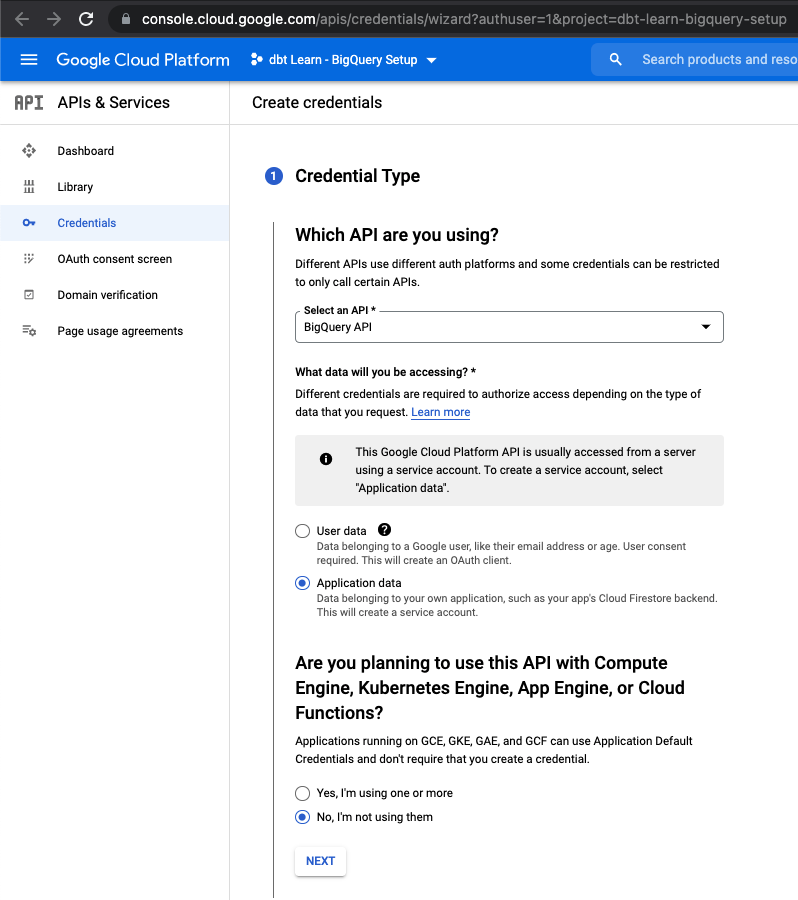 console.cloud.google.com/apis/credentials/wizard?authuser=1&project=dbt-learn-bigquery-setup
Google Cloud Platform
dbt Learn - BigQuery Setup
Search products and reso
API
APIs & Services
Create credentials
Dashboard
Library
Credentials
OAuth consent screen
Domain verification
Page usage agreements
1
Credential Type
Which API are you using?
Different APIs use different auth platforms and some credentials can be restricted
to only call certain APIs.
Select an API *
BigQuery API
What data will you be accessing? *
Different credentials are required to authorize access depending on the type of
data that you request. Learn more
This Google Cloud Platform API is usually accessed from a server
using a service account. To create a service account, select
"Application data".
User data
Data belonging to a Google user, like their email address or age. User consent
required. This will create an OAuth client.
Application data
Data belonging to your own application, such as your app's Cloud Firestore backend.
This will create a service account.
Are you planning to use this API with Compute
Engine, Kubernetes Engine, App Engine, or Cloud
Functions?
Applications running on GCE, GKE, GAE, and GCF can use Application Default
Credentials and don't require that you create a credential.
Yes, I'm using one or more
No, I'm not using them
NEXT